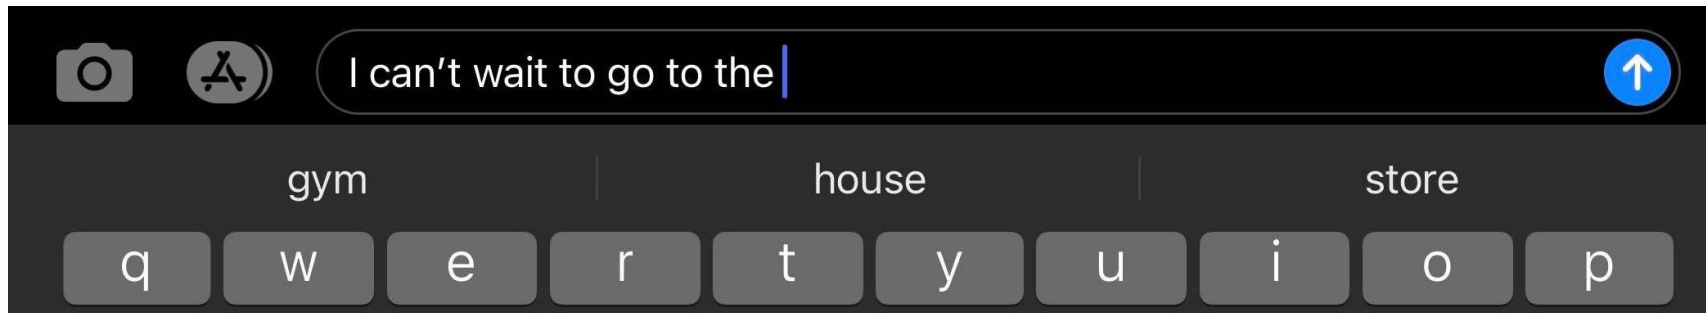 I can’t wait to go to the
gym house store
q w e r t y u i o p